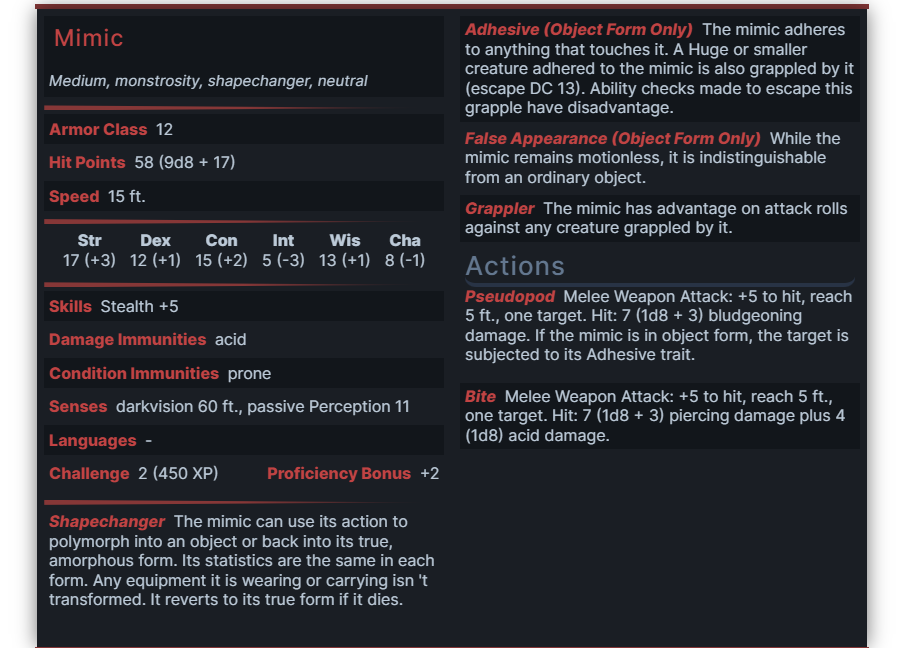 Mimic
Medium, monstrosity, shapechanger, neutral
Armor Class 12
Hit Points 58 (9d8 + 17)
Speed 15 ft.
Str Dex Con Int Wis Cha
17 (+3) 12 (+1) 15 (+2) 5 (-3) 13 (+1) 8 (-1)
Skills Stealth +5
Damage Immunities acid
Condition Immunities prone
Senses darkvision 60 ft., passive Perception 11
Languages -
Challenge 2 (450 XP) Proficiency Bonus +2
Shapechanger The mimic can use its action to
polymorph into an object or back into its true,
amorphous form. Its statistics are the same in each
form. Any equipment it is wearing or carrying isn 't
transformed. It reverts to its true form if it dies.
Adhesive (Object Form Only) The mimic adheres
to anything that touches it. A Huge or smaller
creature adhered to the mimic is also grappled by it
(escape DC 13). Ability checks made to escape this
grapple have disadvantage.
False Appearance (Object Form Only) While the
mimic remains motionless, it is indistinguishable
from an ordinary object.
Grappler The mimic has advantage on attack rolls
against any creature grappled by it.
Actions
Pseudopod Melee Weapon Attack: +5 to hit, reach
5 ft., one target. Hit: 7 (1d8 + 3) bludgeoning
damage. If the mimic is in object form, the target is
subjected to its Adhesive trait.
Bite Melee Weapon Attack: +5 to hit, reach 5 ft.,
one target. Hit: 7 (1d8 + 3) piercing damage plus 4
(1d8) acid damage.